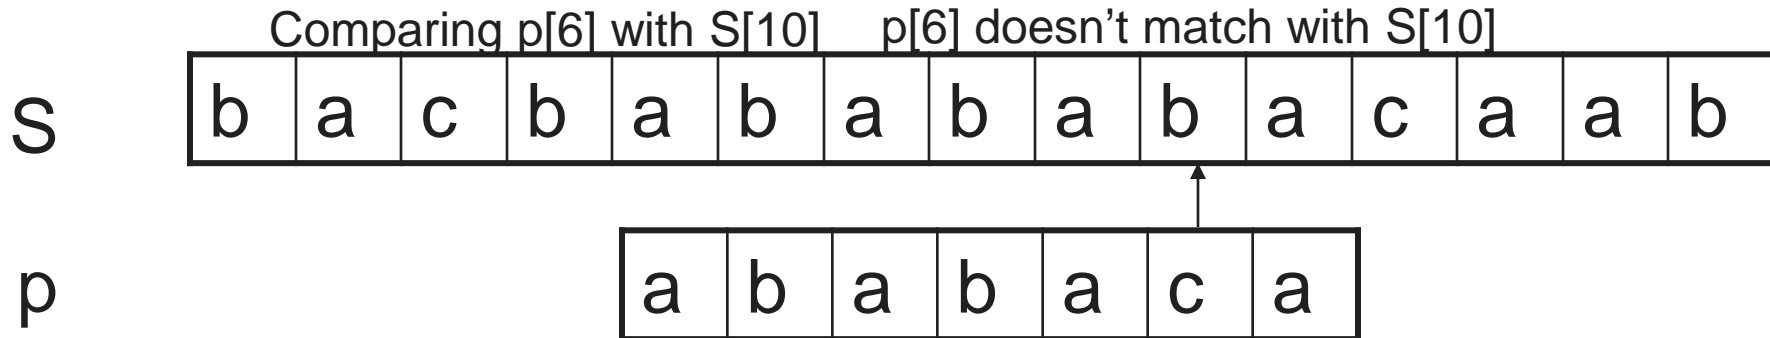 Comparing p[6] with S[10] p[6] doesn’t match with S[10]
S b a c b a b a b a b a c a a b
p a b a b a c a